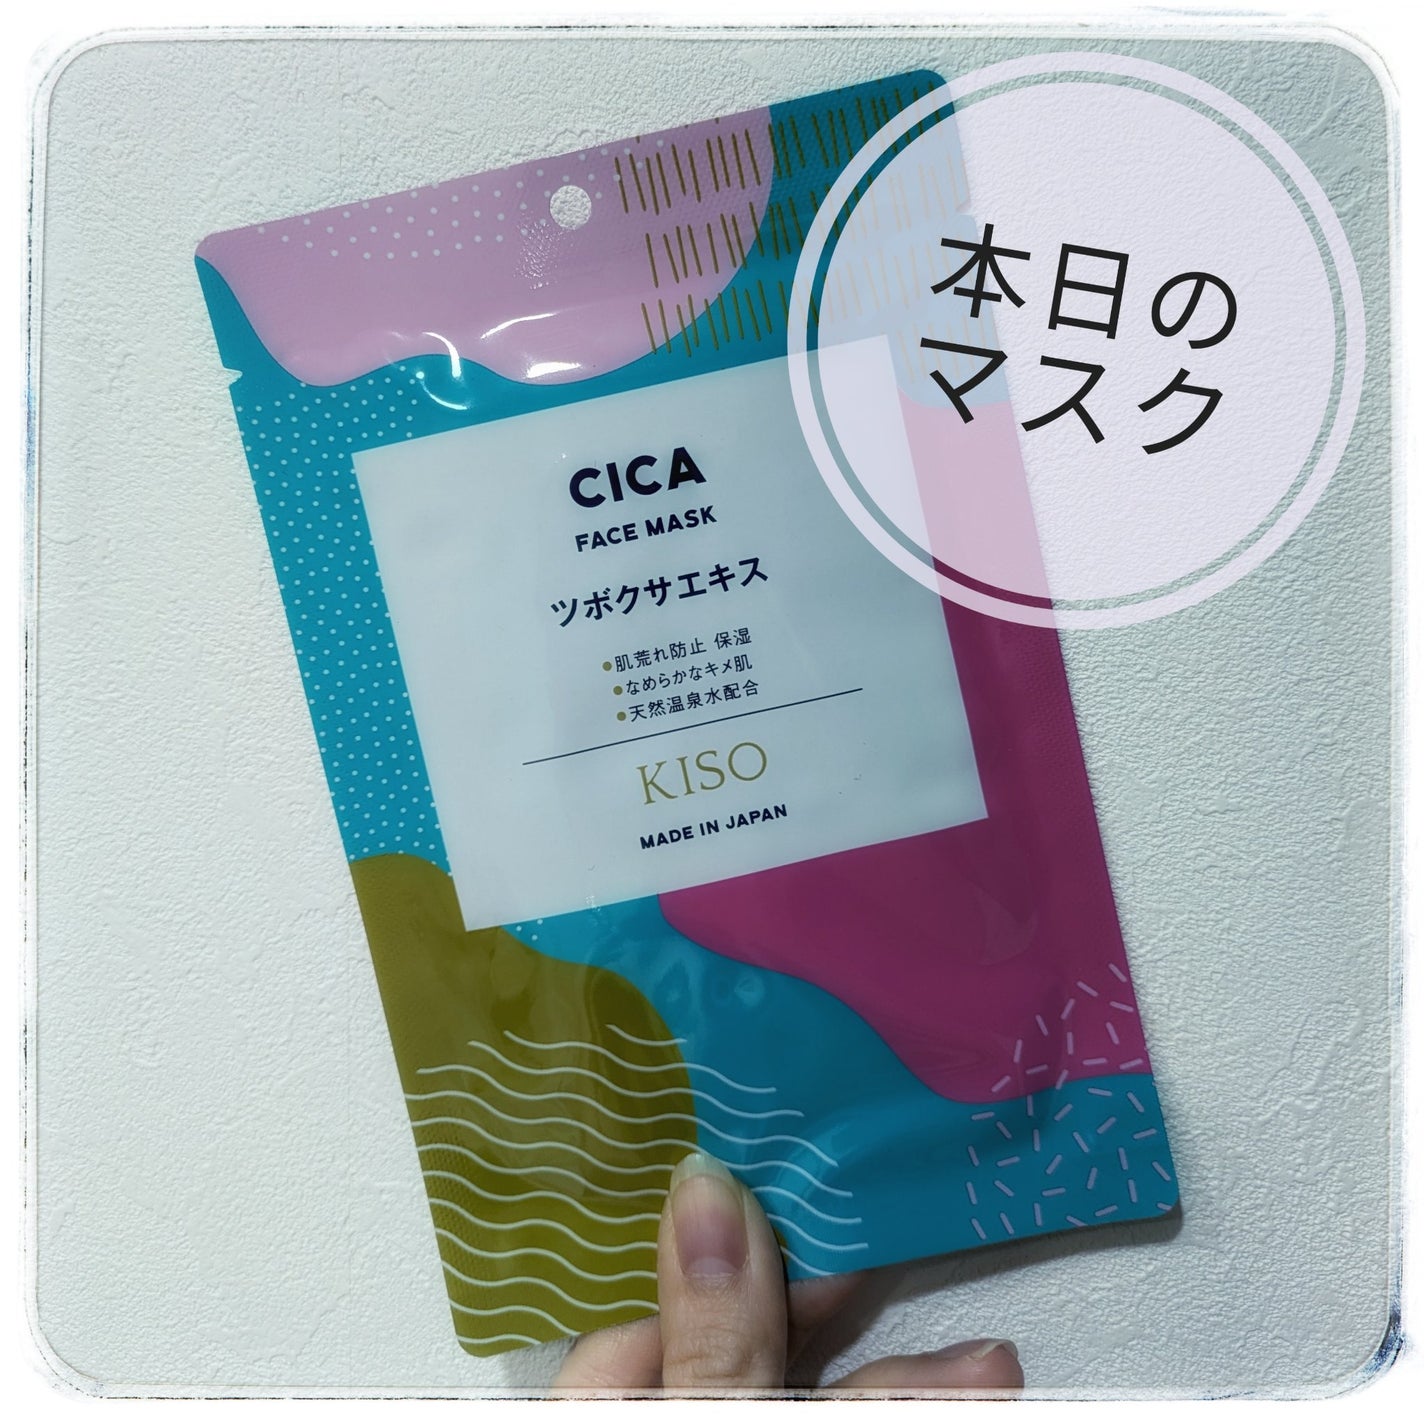 本日の
マスク
CICA
FACE MASK
ツボクサエキス
●肌荒れ防止 保湿
●なめらかなキメ肌
●天然温泉水配合
KISO
MADE IN JAPAN